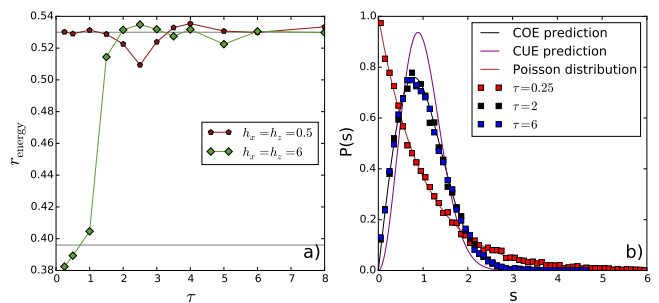 0.54
0.52
0.50
0.48
0.46
0.44
0.42
0.40
0.38
r_energy
0 1 2 3 4 5 6 7 8
τ
h_x = h_z = 0.5
h_x = h_z = 6
a)
1.0
0.8
0.6
0.4
0.2
0.0
P(s)
0 1 2 3 4 5 6
s
COE prediction
CUE prediction
Poisson distribution
τ=0.25
τ=2
τ=6
b)